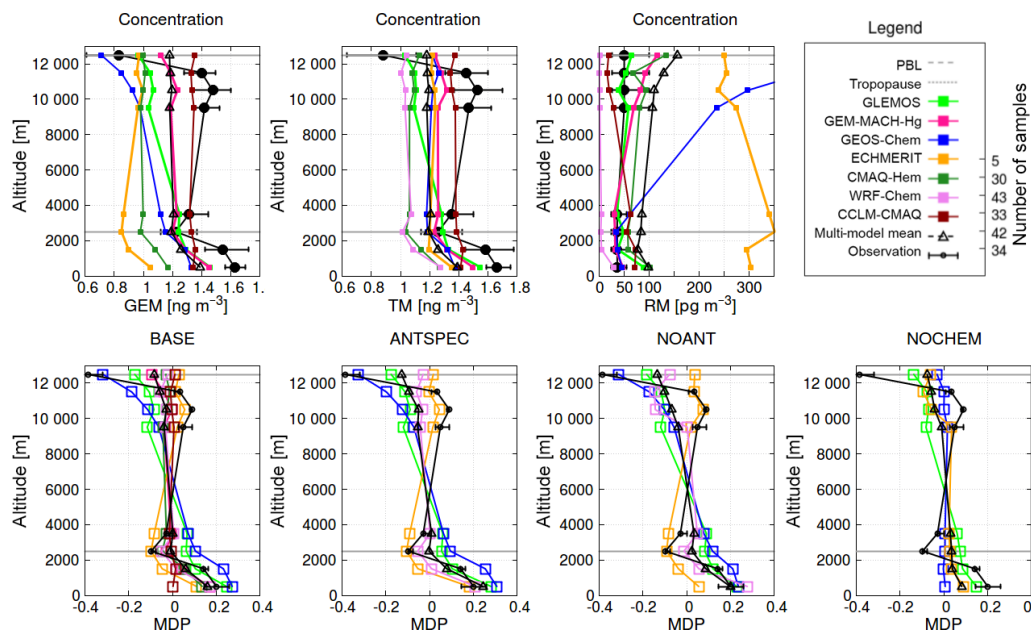 Concentration
Concentration
Concentration
Legend
12 000
10 000
8000
6000
4000
2000
0
Altitude [m]
0.6 0.8 1 1.2 1.4 1.6 1.
GEM [ng m⁻³]
12 000
10 000
9000
6000
4000
2000
0
Altitude [m]
0.6 0.8 1 1.2 1.4 1.6 1.
TM [ng m⁻³]
12 000
10 000
9000
6000
4000
2000
0
Altitude [m]
0 50 100 150 200 250 300
RM [pg m⁻³]
PBL
Tropopause
GLEMOS
GEM-MACH-Hg
GEOS-Chem
ECHMERIT
CMAQ-Hem
WRF-Chem
CCLM-CMAQ
Multi-model mean
Observation
5
30
43
33
42
34
Number of samples
BASE
ANTSPEC
NOANT
NOCHEM
12 000
10 000
8000
6000
4000
2000
0
Altitude [m]
-0.4 -0.2 0 0.2 0.4
MDP
12 000
10 000
8000
6000
4000
2000
0
Altitude [m]
-0.4 -0.2 0 0.2 0.4
MDP
12 000
10 000
8000
6000
4000
2000
0
Altitude [m]
-0.4 -0.2 0 0.2 0.4
MDP
12 000
10 000
8000
6000
4000
2000
0
Altitude [m]
-0.4 -0.2 0 0.2 0.4
MDP